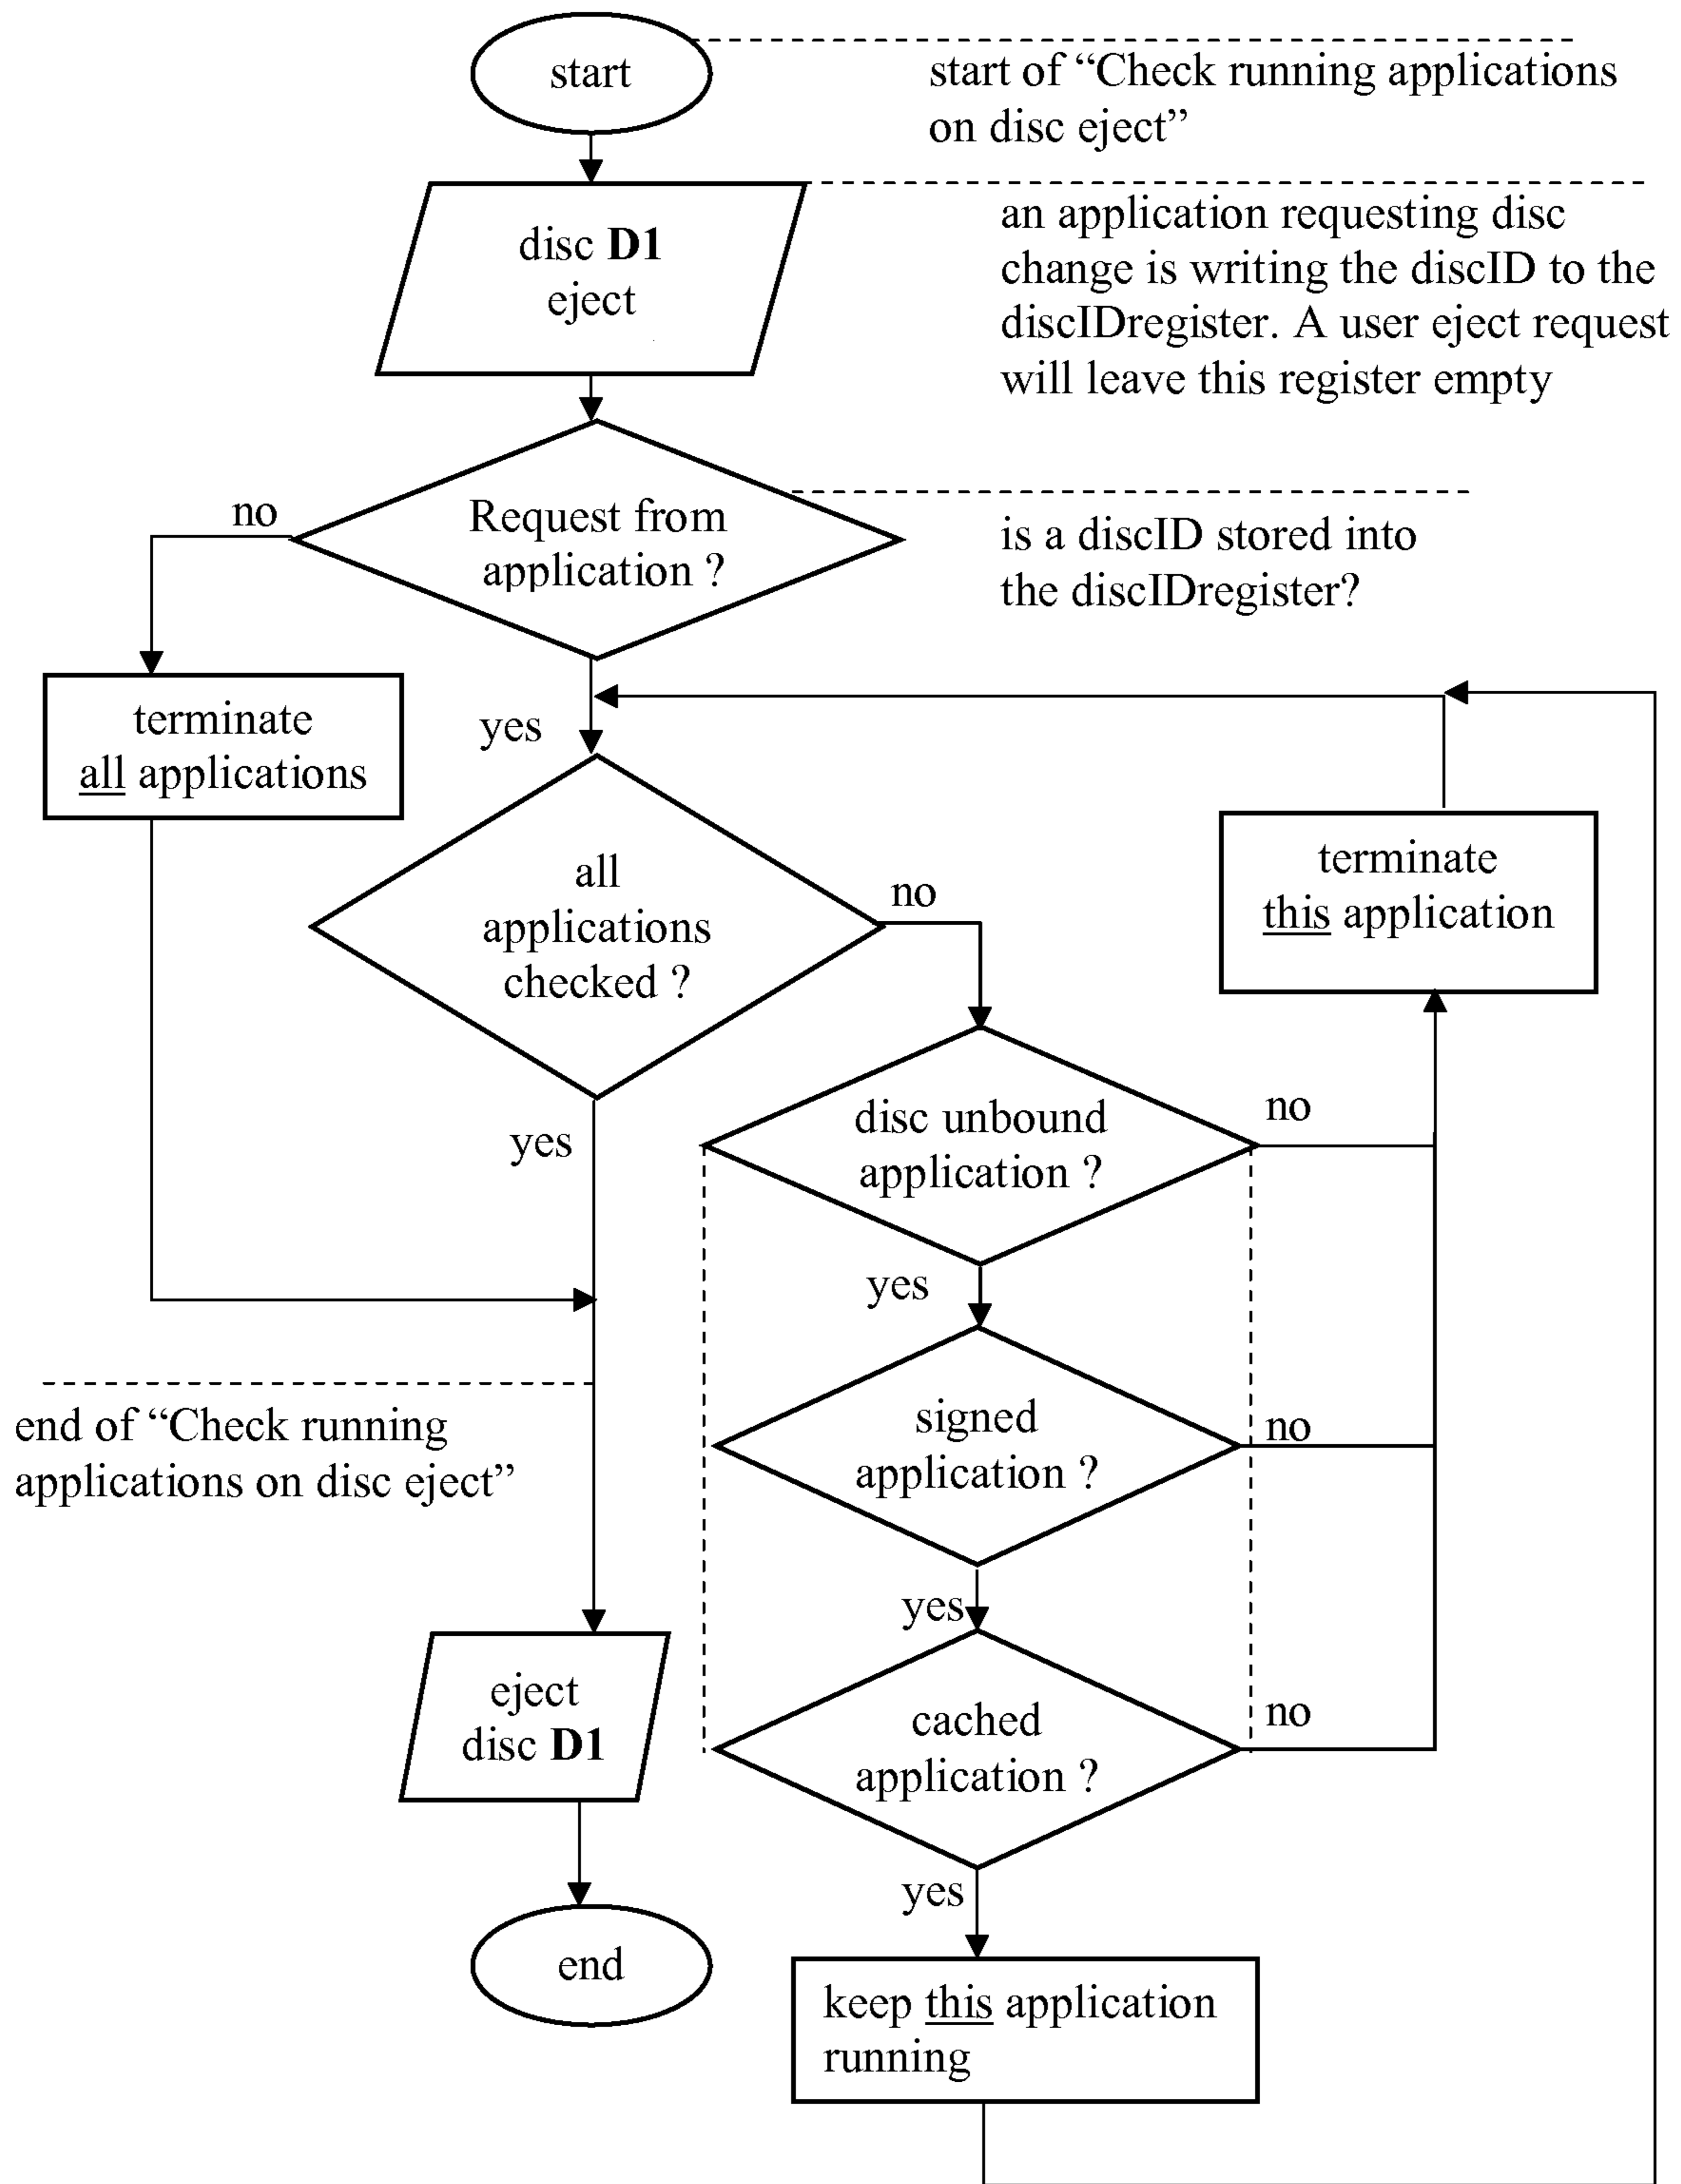 start
start of “Check running applications
on disc eject”
disc D1
eject
an application requesting disc
change is writing the discID to the
discIDregister. A user eject request
will leave this register empty
Request from
application ?
no
is a discID stored into
the discIDregister?
yes
terminate
all applications
all
applications
checked ?
no
terminate
this application
yes
disc unbound
application ?
no
yes
signed
application ?
no
end of “Check running
applications on disc eject”
yes
eject
disc D1
cached
application ?
no
yes
end
keep this application
running